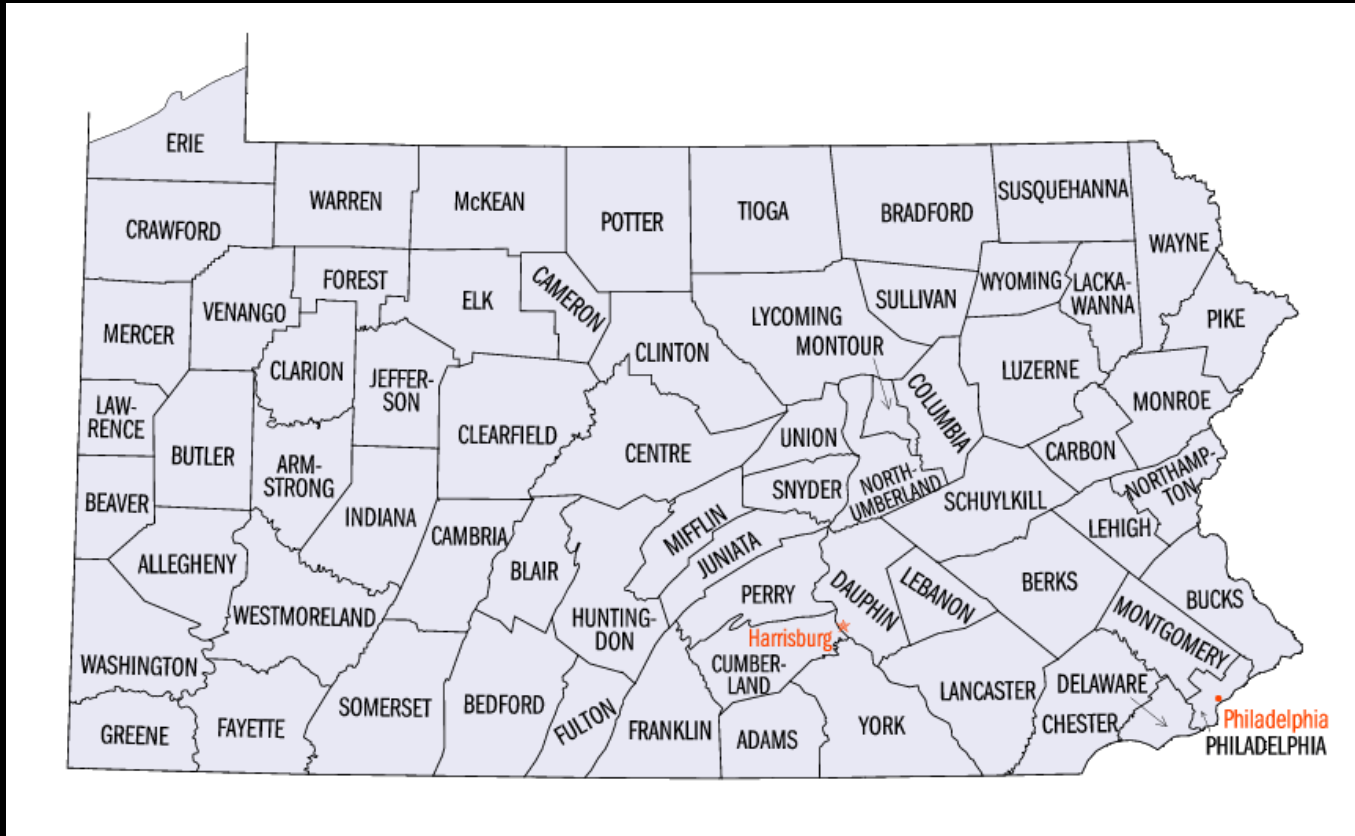 ERIE
CRAWFORD
WARREN
McKEAN
POTTER
TIOGA
BRADFORD
SUSQUEHANNA
WAYNE
FOREST
VENANGO
MERCER
ELK
CAMERON
WYOMING
LACKA-
WANNA
SULLIVAN
PIKE
LYCOMING
MONTOUR
CLINTON
CLARION
JEFFER-
SON
LUZERNE
MONROE
LAW-
RENCE
BUTLER
COLUMBIA
CLEARFIELD
CENTRE
UNION
CARBON
ARM-
STRONG
BEAVER
INDIANA
SNYDER
NORTH-
UMBERLAND
SCHUYLKILL
NORTHAMP-
TON
LEHIGH
CAMBRIA
MIFFLIN
JUNIATA
ALLEGHENY
BLAIR
PERRY
DAUPHIN
LEBANON
BERKS
BUCKS
WESTMORELAND
HUNTING-
DON
Harrisburg
MONTGOMERY
WASHINGTON
CUMBER-
LAND
SOMERSET
BEDFORD
LANCASTER
DELAWARE
GREENE
FAYETTE
FULTON
FRANKLIN
ADAMS
YORK
CHESTER
Philadelphia
PHILADELPHIA